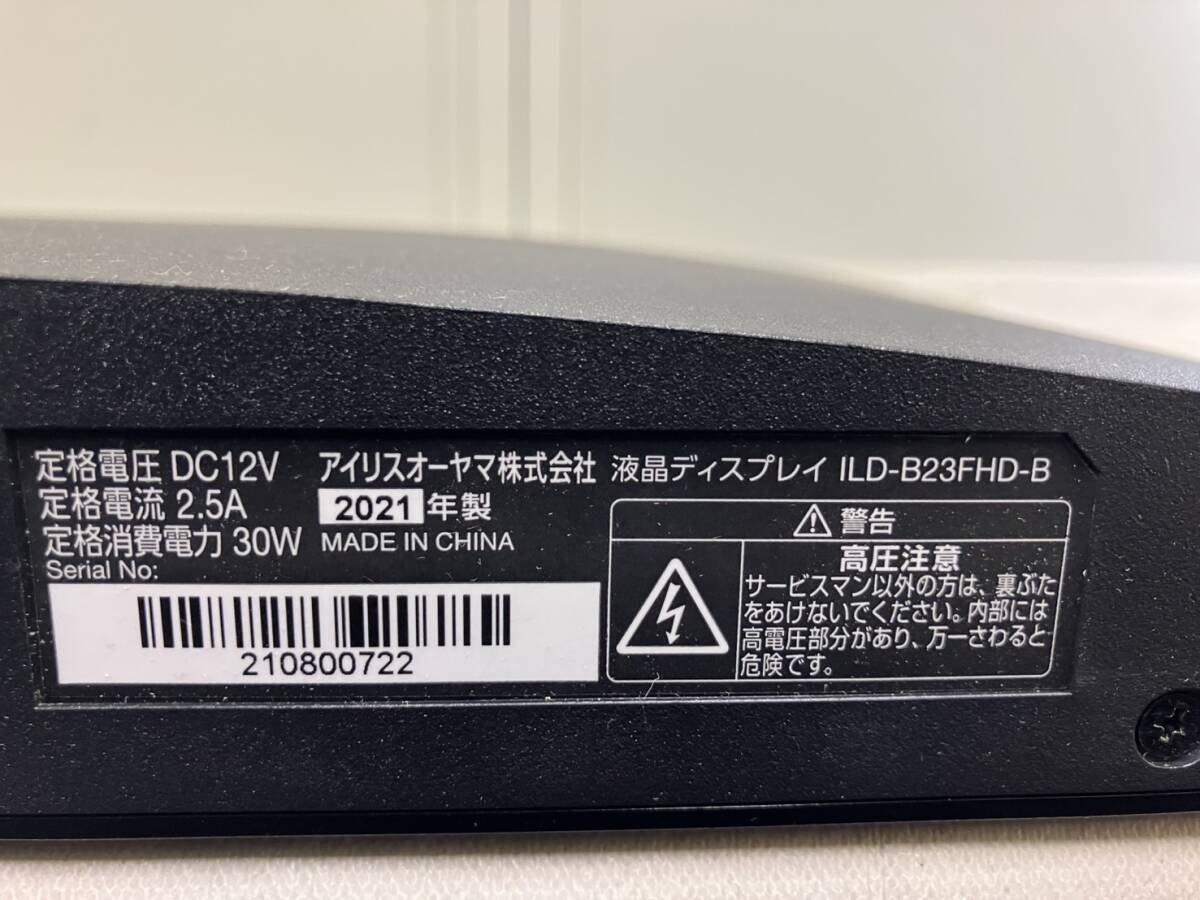 定格電圧 DC12V
定格電流 2.5A
定格消費電力 30W
アイリスオーヤマ株式会社
2021 年製
MADE IN CHINA
液晶ディスプレイ ILD-B23FHD-B
Serial No:
210800722
警告
高圧注意
サービスマン以外の方は、裏ぶた
をあけないでください。内部には
高電圧部分があり、万一さわると
危険です。